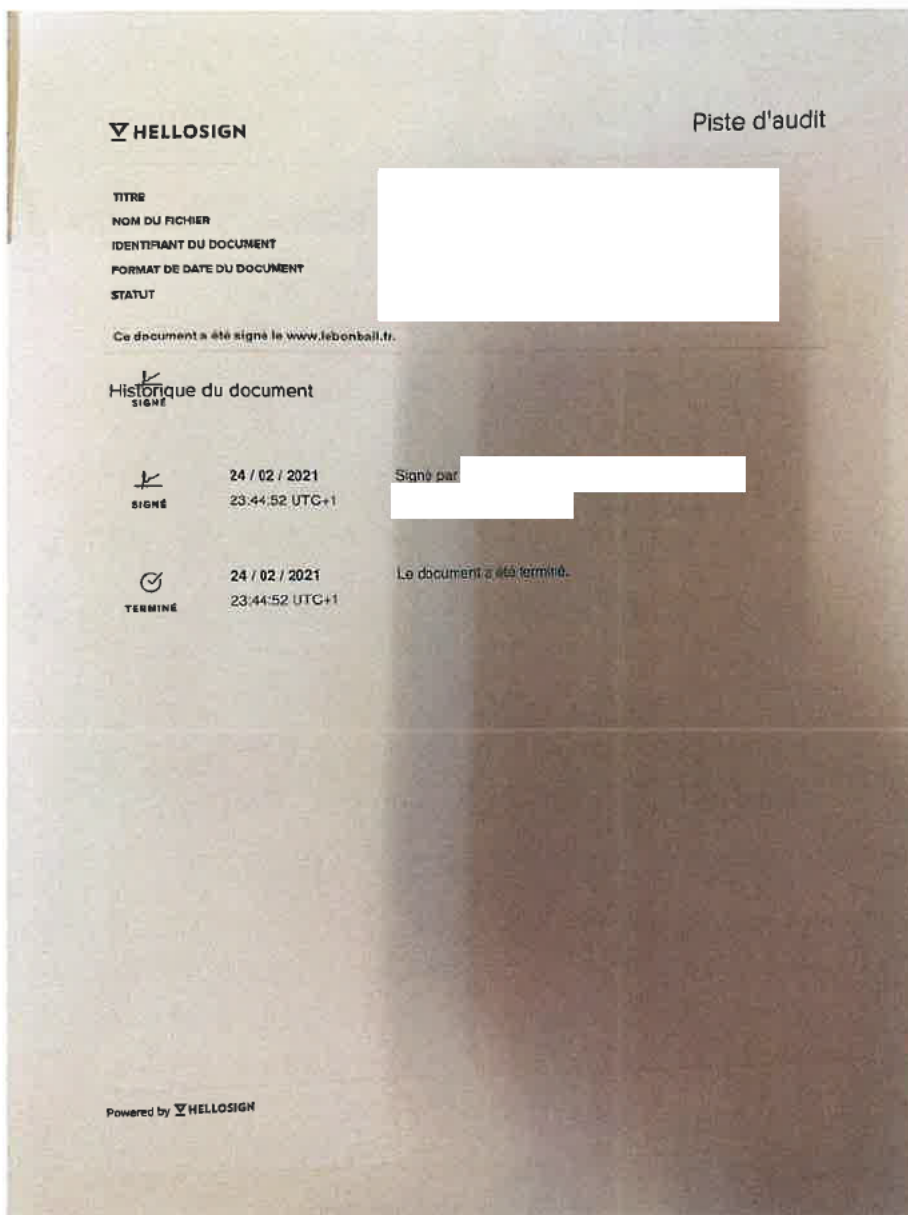 HELLOSIGN
Piste d'audit
TITRE
NOM DU FICHIER
IDENTIFIANT DU DOCUMENT
FORMAT DE DATE DU DOCUMENT
STATUT
Ce document a été signé le www.lebonbail.fr.
Historique du document
SIGNÉ
24 / 02 / 2021 Signé par
SIGNÉ 23:44:52 UTC+1
24 / 02 / 2021 Le document a été terminé.
TERMINÉ 23:44:52 UTC+1
Powered by HELLOSIGN